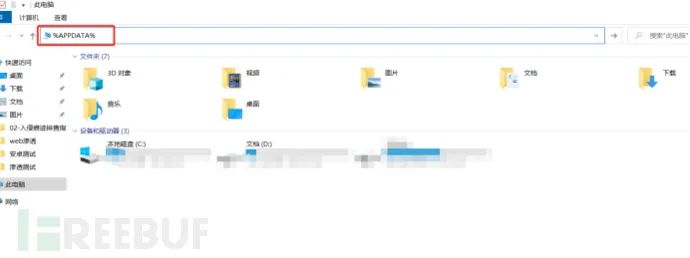 此电脑
计算机 查看
%APPDATA%
搜索"此电脑"
快速访问
桌面
下载
文档
图片
02-入侵痕迹排查指
web渗透
安卓测试
渗透测试
此电脑
网络
文件夹 (7)
3D 对象
视频
图片
文档
下载
音乐
桌面
设备和驱动器 (3)
本地磁盘 (C:)
文档 (D:)
FREEBUF